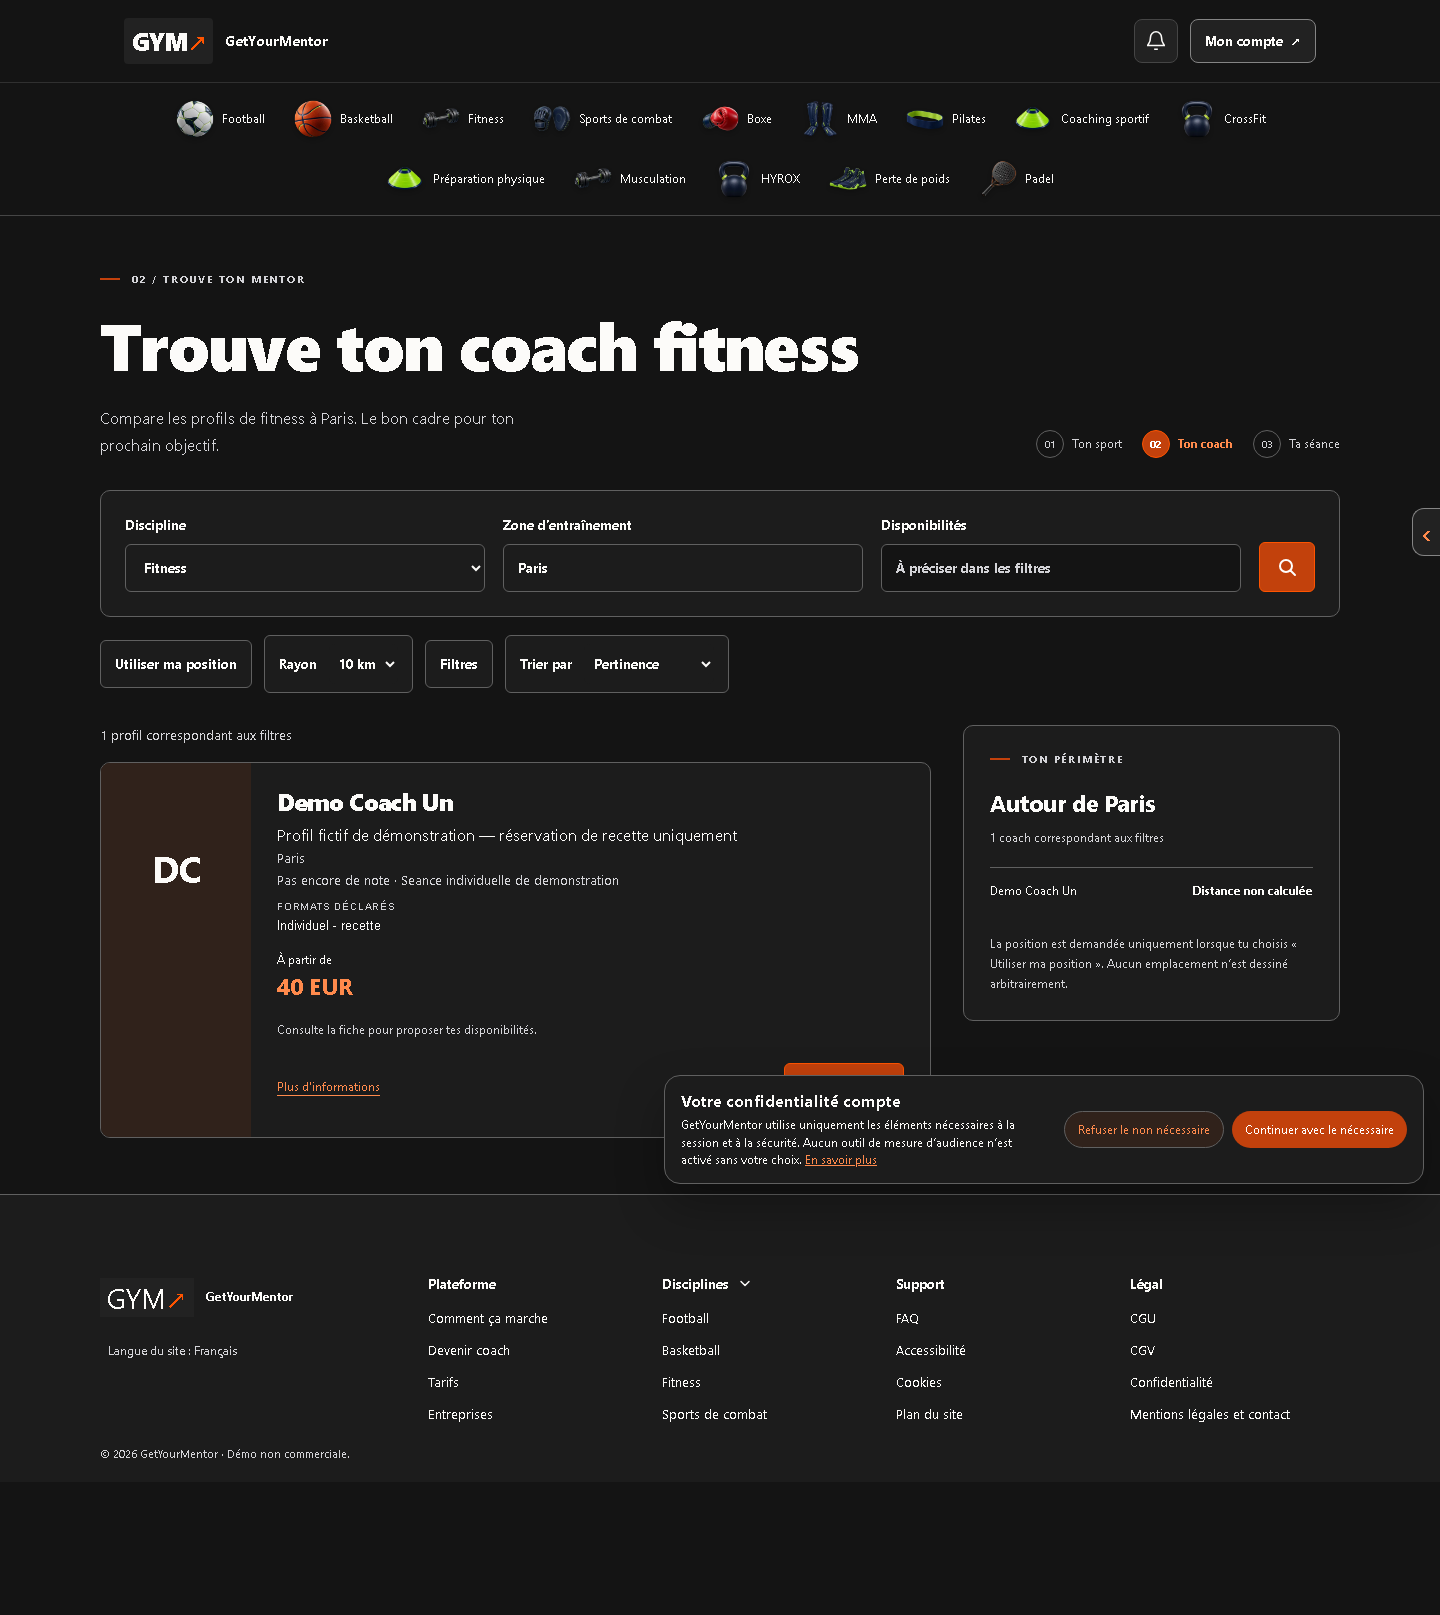 GYM↗ GetYourMentor
Mon compte ↗
Football Basketball Fitness Sports de combat Boxe MMA Pilates Coaching sportif CrossFit
Préparation physique Musculation HYROX Perte de poids Padel
02 / TROUVE TON MENTOR
Trouve ton coach fitness
Compare les profils de fitness à Paris. Le bon cadre pour ton
prochain objectif.
01 Ton sport 02 Ton coach 03 Ta séance
Discipline Zone d’entraînement Disponibilités
Fitness Paris À préciser dans les filtres
Utiliser ma position Rayon 10 km Filtres Trier par Pertinence
1 profil correspondant aux filtres
Demo Coach Un
DC
Profil fictif de démonstration — réservation de recette uniquement
Paris
Pas encore de note · Seance individuelle de demonstration
FORMATS DÉCLARÉS
Individuel - recette
À partir de
40 EUR
Consulte la fiche pour proposer tes disponibilités.
Plus d'informations
TON PÉRIMÈTRE
Autour de Paris
1 coach correspondant aux filtres
Demo Coach Un Distance non calculée
La position est demandée uniquement lorsque tu choisis «
Utiliser ma position ». Aucun emplacement n’est dessiné
arbitrairement.
Votre confidentialité compte
GetYourMentor utilise uniquement les éléments nécessaires à la
session et à la sécurité. Aucun outil de mesure d’audience n’est
activé sans votre choix. En savoir plus
Refuser le non nécessaire Continuer avec le nécessaire
GYM↗ GetYourMentor
Langue du site : Français
Plateforme
Comment ça marche
Devenir coach
Tarifs
Entreprises
Disciplines
Football
Basketball
Fitness
Sports de combat
Support
FAQ
Accessibilité
Cookies
Plan du site
Légal
CGU
CGV
Confidentialité
Mentions légales et contact
© 2026 GetYourMentor · Démo non commerciale.